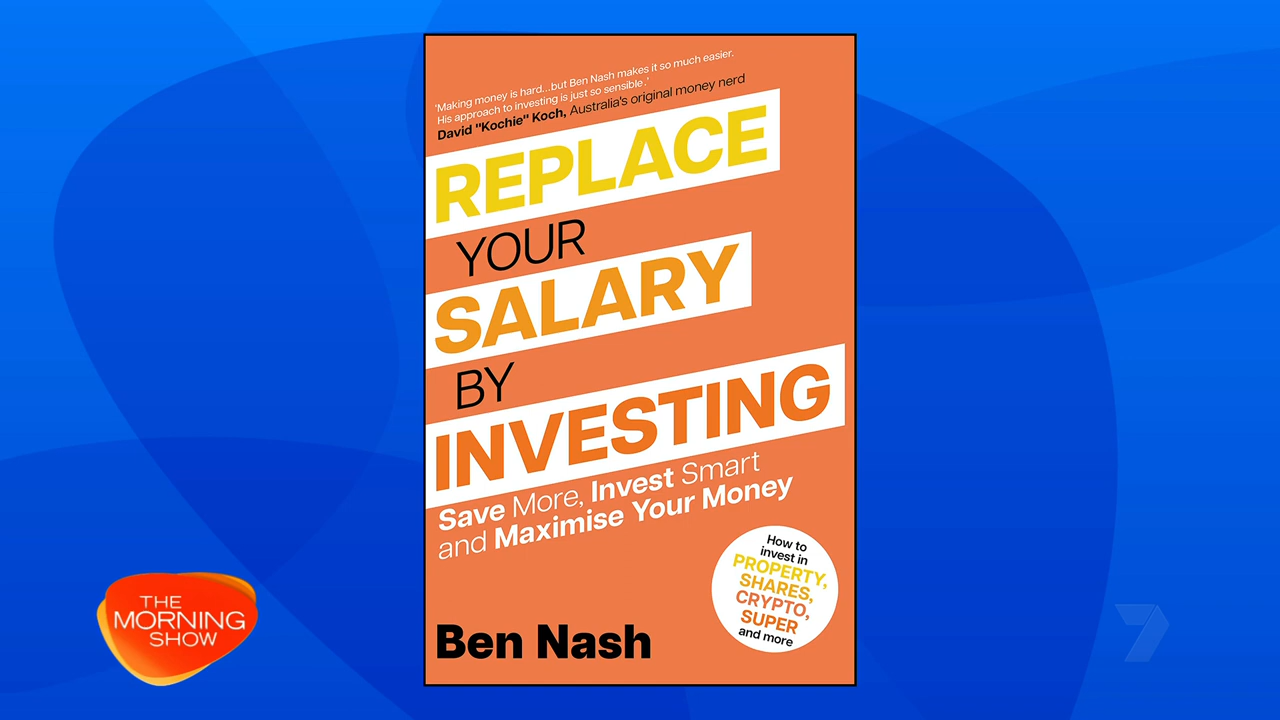 'Making money is hard...but Ben Nash makes it so much easier.
His approach to investing is just so sensible.'
David "Kochie" Koch, Australia's original money nerd
REPLACE
YOUR
SALARY
BY
INVESTING
Save More, Invest Smart
and Maximise Your Money
How to
invest in
PROPERTY,
SHARES,
CRYPTO,
SUPER
and more
Ben Nash
THE
MORNING
SHOW
7